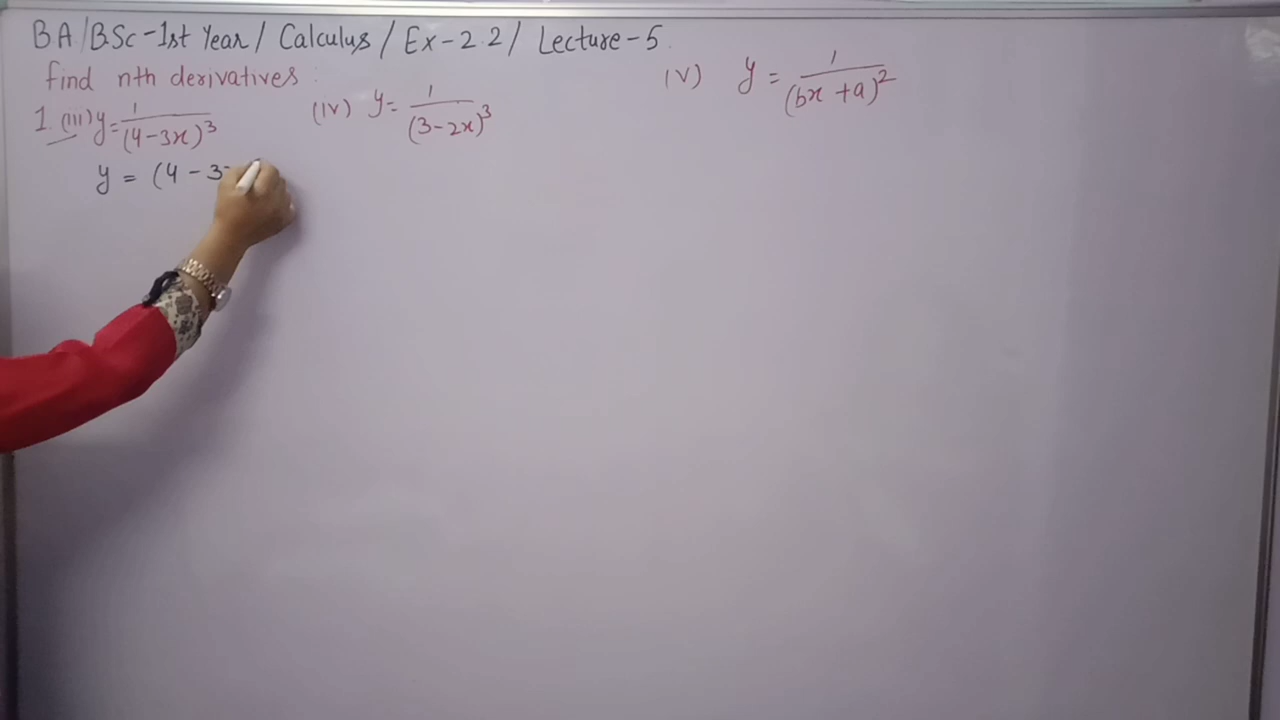 BA/BSc-1st Year/ Calculus/ Ex-2.2/ Lecture-5
find nth derivatives :
1. (iii) y = 1/(4-3x)^3
(iv) y = 1/(3-2x)^3
(iv) y = 1/(bx+a)^2
y = (4-3